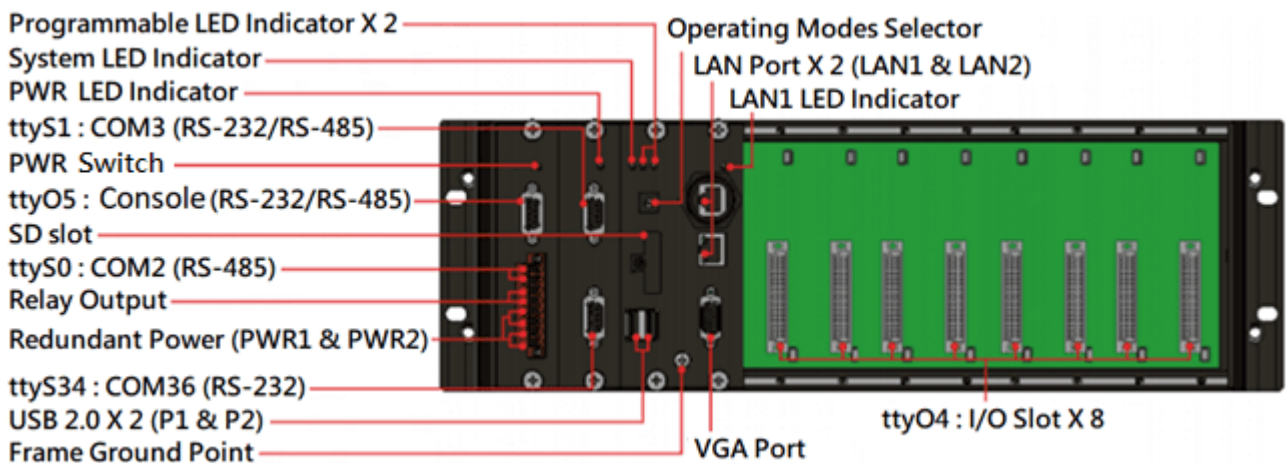 Programmable LED Indicator X 2
System LED Indicator
PWR LED Indicator
ttyS1 : COM3 (RS-232/RS-485)
PWR Switch
ttyO5 : Console (RS-232/RS-485)
SD slot
ttyS0 : COM2 (RS-485)
Relay Output
Redundant Power (PWR1 & PWR2)
ttyS34 : COM36 (RS-232)
USB 2.0 X 2 (P1 & P2)
Frame Ground Point
Operating Modes Selector
LAN Port X 2 (LAN1 & LAN2)
LAN1 LED Indicator
VGA Port
ttyO4 : I/O Slot X 8